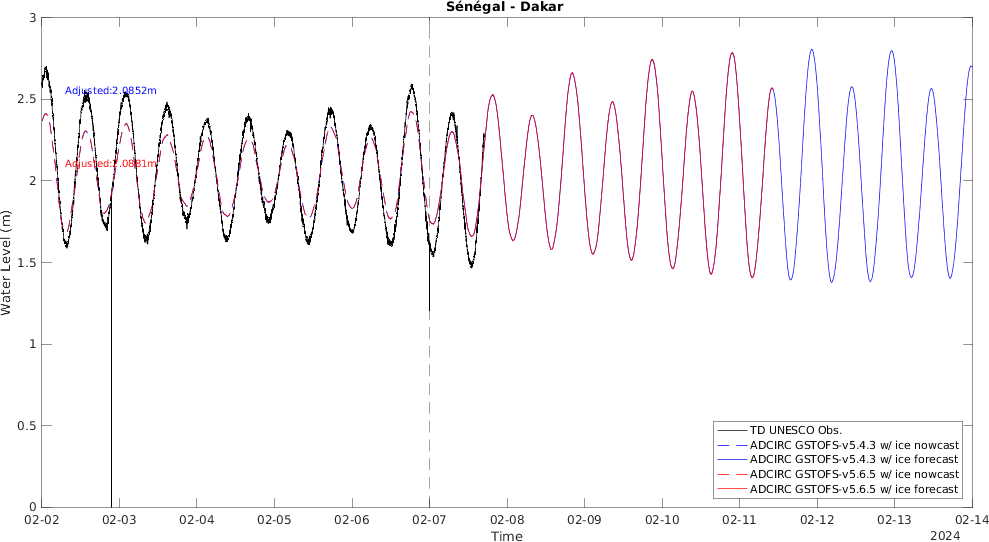 Sénégal - Dakar
3
2.5
2
1.5
1
0.5
0
Water Level (m)
Adjusted:2.0852m
Adjusted:2.0881m
TD UNESCO Obs.
ADCIRC GSTOFS-v5.4.3 w/ ice nowcast
ADCIRC GSTOFS-v5.4.3 w/ ice forecast
ADCIRC GSTOFS-v5.6.5 w/ ice nowcast
ADCIRC GSTOFS-v5.6.5 w/ ice forecast
02-02 02-03 02-04 02-05 02-06 02-07 02-08 02-09 02-10 02-11 02-12 02-13 02-14
Time
2024